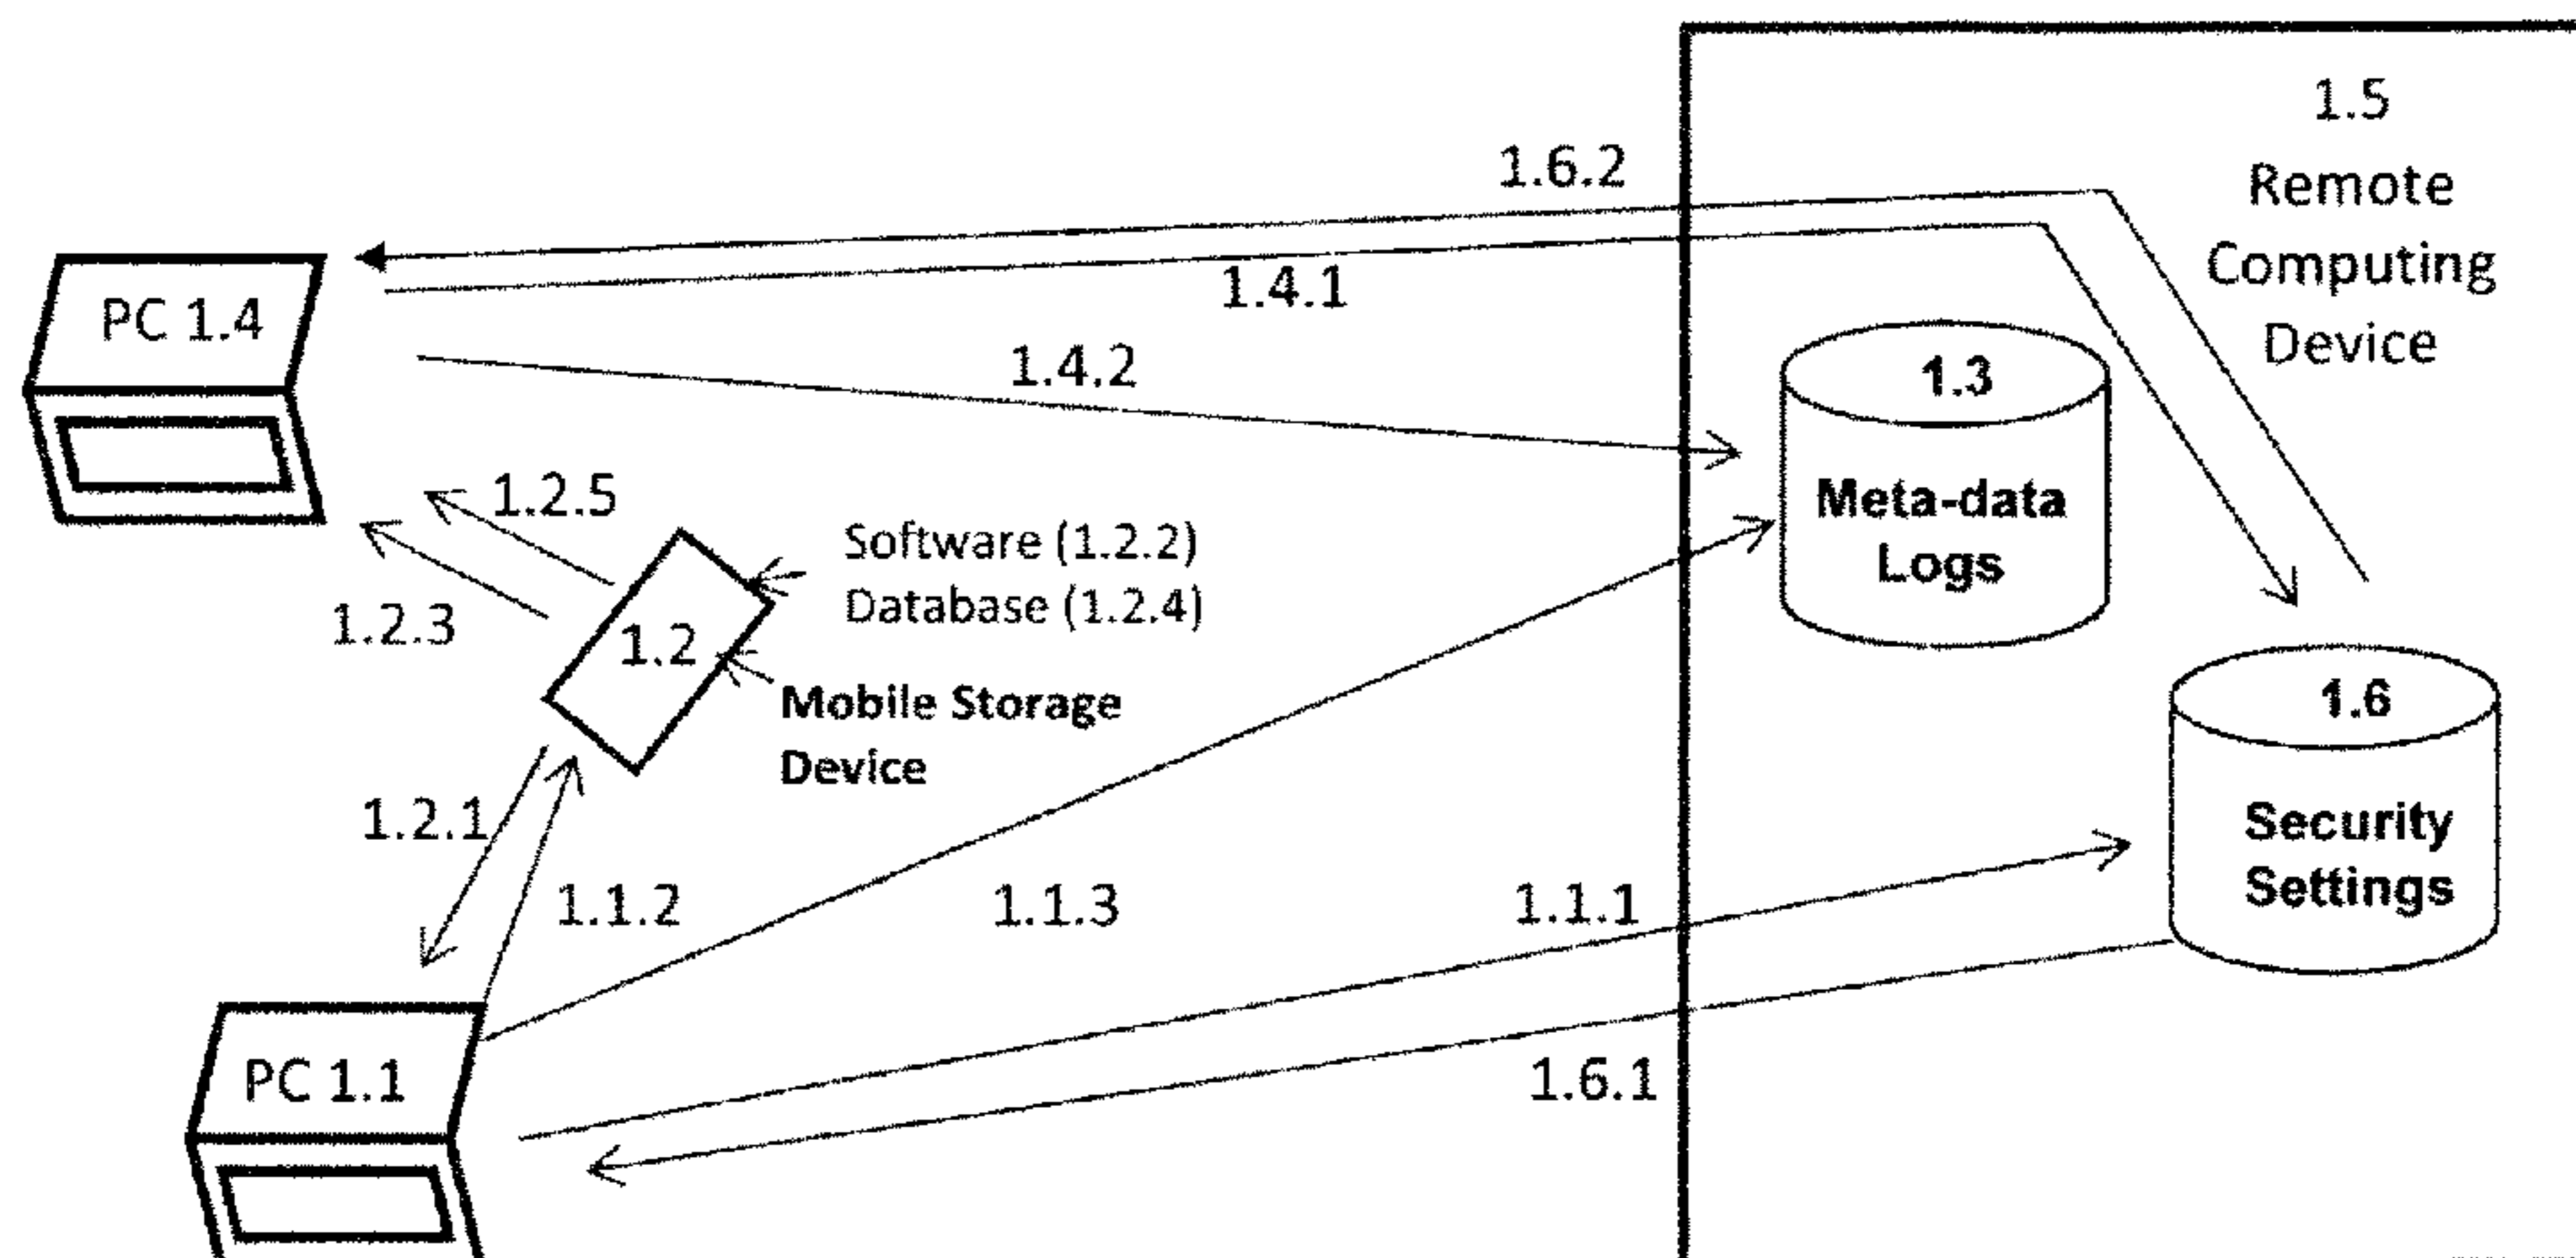 1.5
Remote
Computing
Device
1.6.2
1.4.1
PC 1.4
1.4.2
1.3
Meta-data
Logs
1.2.5
1.2.3
Software (1.2.2)
Database (1.2.4)
1.2
Mobile Storage
Device
1.6
Security
Settings
1.2.1
1.1.2
1.1.3
1.1.1
PC 1.1
1.6.1